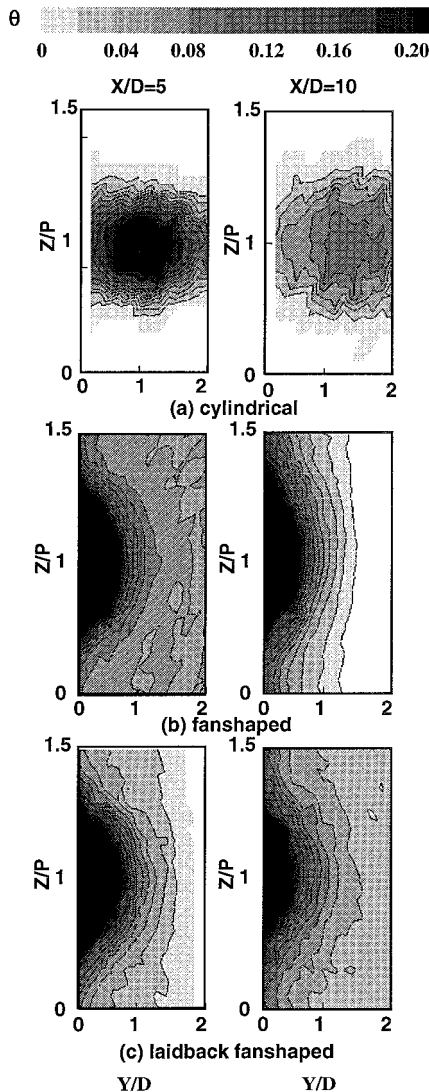 θ
0 0.04 0.08 0.12 0.16 0.20
X/D=5 X/D=10
1.5 1.5
Z/P 1 Z/P 1
0 0
0 1 2 0 1 2
(a) cylindrical
1.5 1.5
Z/P 1 Z/P 1
0 0
0 1 2 0 1 2
(b) fanshaped
1.5 1.5
Z/P 1 Z/P 1
0 0
0 1 2 0 1 2
(c) laidback fanshaped
Y/D Y/D